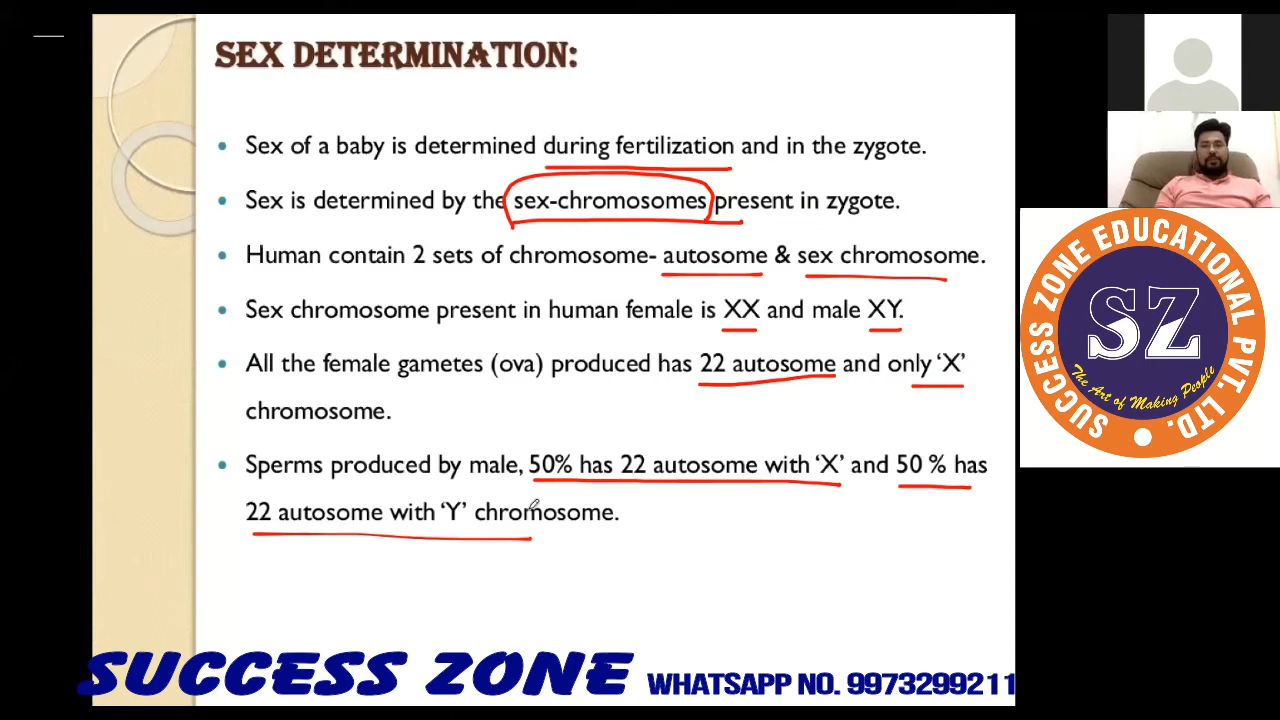 SEX DETERMINATION:
Sex of a baby is determined during fertilization and in the zygote.
Sex is determined by the sex-chromosomes present in zygote.
Human contain 2 sets of chromosome- autosome & sex chromosome.
Sex chromosome present in human female is XX and male XY.
All the female gametes (ova) produced has 22 autosome and only ‘X’
chromosome.
Sperms produced by male, 50% has 22 autosome with ‘X’ and 50 % has
22 autosome with ‘Y’ chromosome.
SUCCESS ZONE EDUCATIONAL PVT. LTD.
SZ
The Art of Making People
SUCCESS ZONE WHATSAPP NO. 9973299211